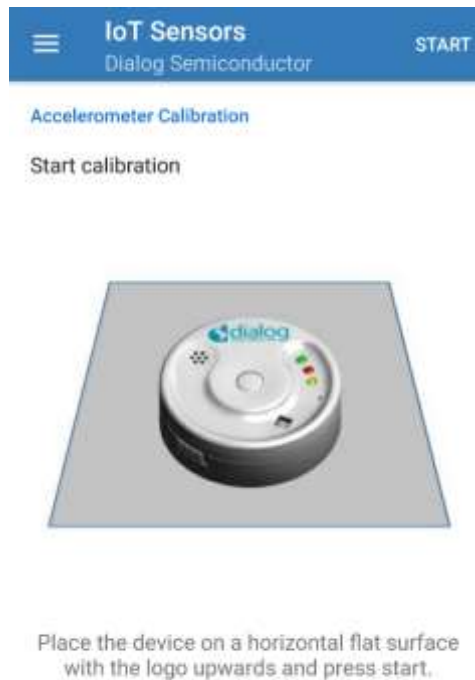 IoT Sensors
START
Dialog Semiconductor
Accelerometer Calibration
Start calibration
dialog
Place the device on a horizontal flat surface
with the logo upwards and press start.